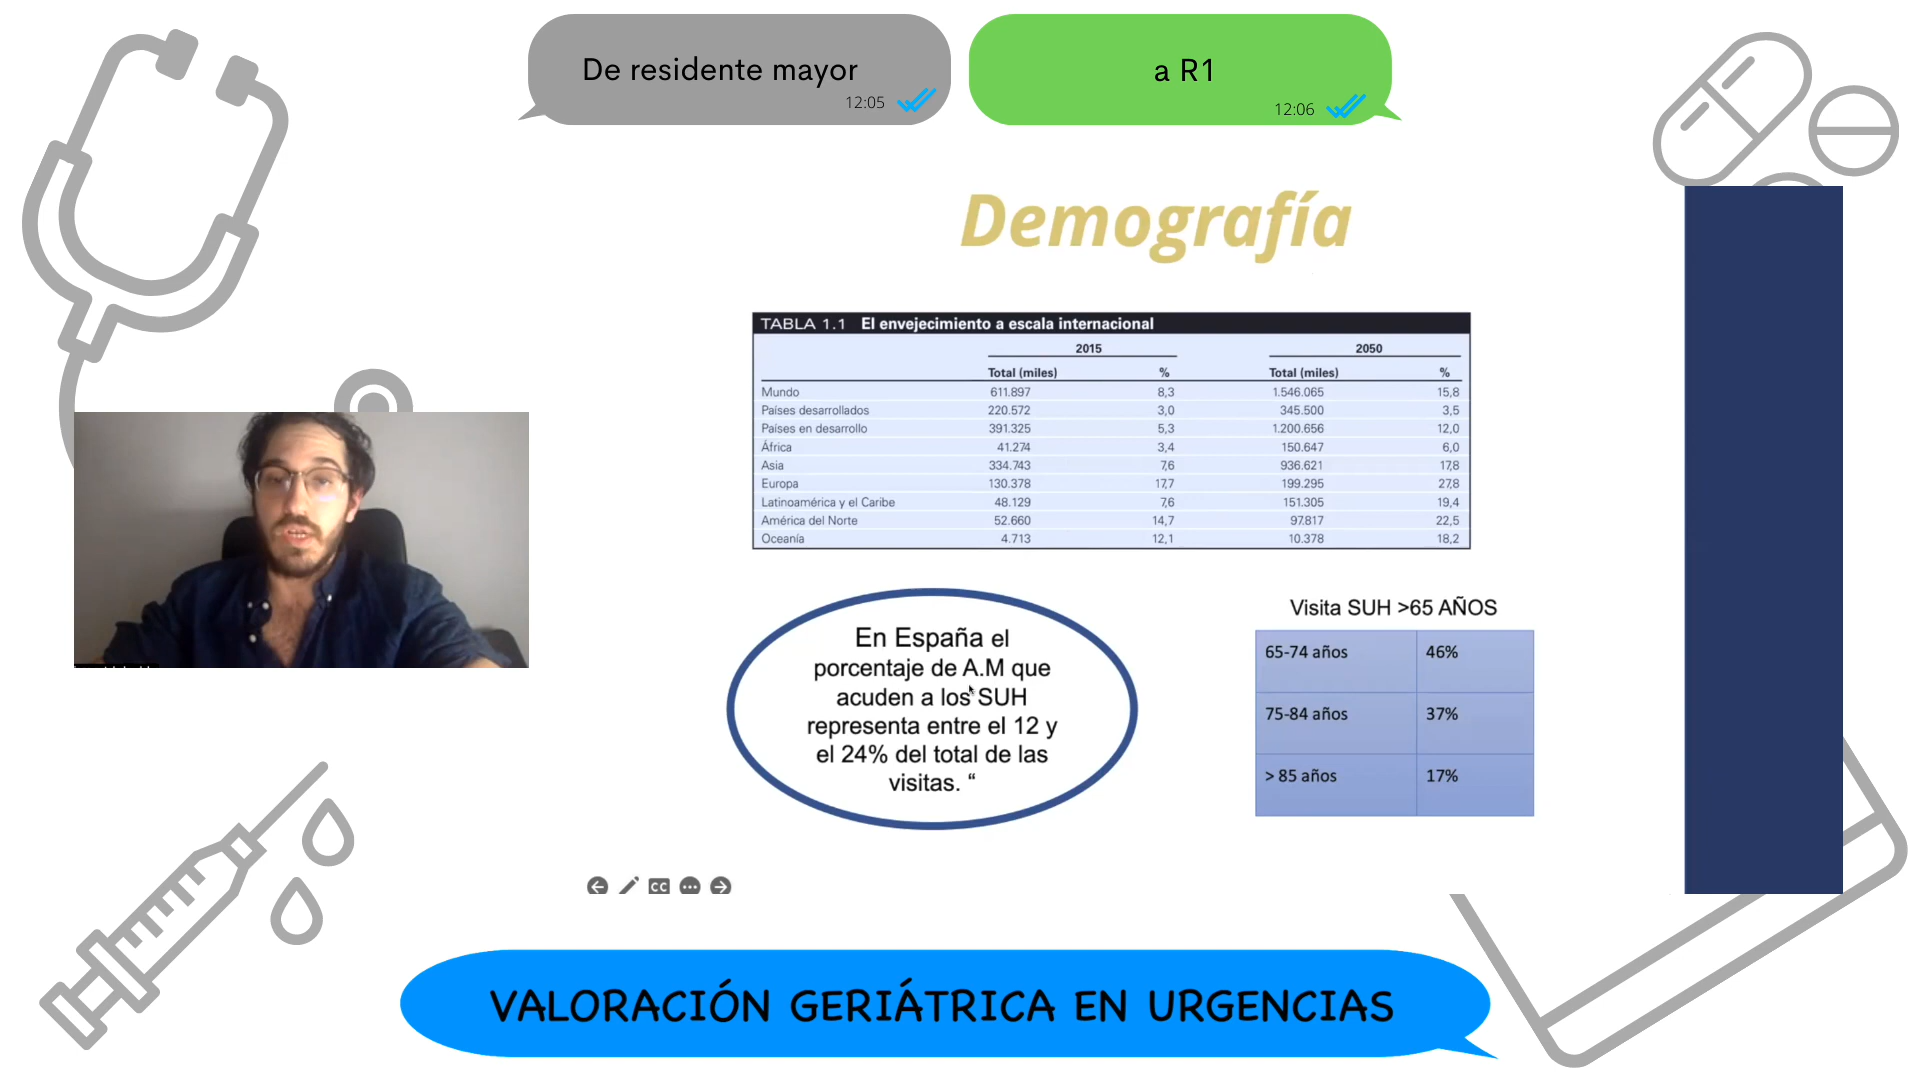 De residente mayor
12:05
a R1
12:06
Demografía
TABLA 1.1 El envejecimiento a escala internacional
2015 2050
Total (miles) % Total (miles) %
Mundo 611.897 8,3 1.546.065 15,8
Países desarrollados 220.572 3,0 345.500 3,5
Países en desarrollo 391.325 5,3 1.200.656 12,0
África 41.274 3,4 150.647 6,0
Asia 334.743 7,6 936.621 17,8
Europa 130.378 17,7 199.295 27,8
Latinoamérica y el Caribe 48.129 7,6 151.305 19,4
América del Norte 52.660 14,7 97.817 22,5
Oceanía 4.713 12,1 10.378 18,2
En España el
porcentaje de A.M que
acuden a los SUH
representa entre el 12 y
el 24% del total de las
visitas. “
Visita SUH >65 AÑOS
65-74 años 46%
75-84 años 37%
> 85 años 17%
CC
VALORACIÓN GERIÁTRICA EN URGENCIAS